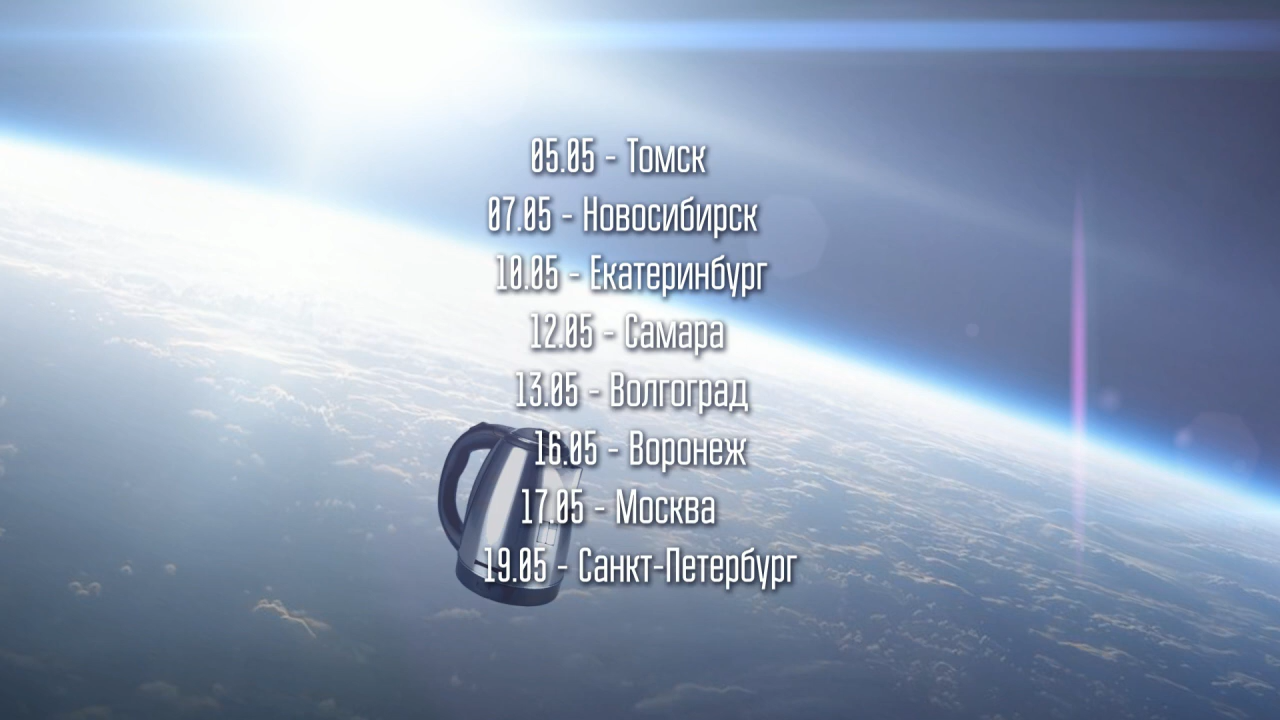 05.05 - Томск
07.05 - Новосибирск
10.05 - Екатеринбург
12.05 - Самара
13.05 - Волгоград
16.05 - Воронеж
17.05 - Москва
19.05 - Санкт-Петербург